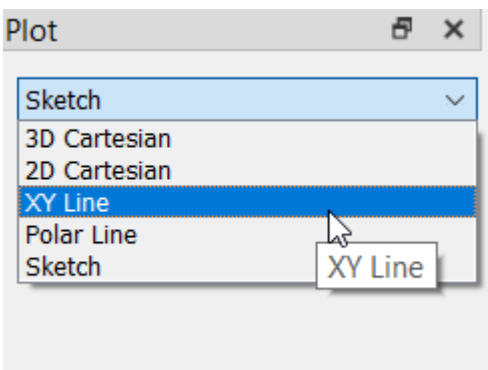 Plot
Sketch
3D Cartesian
2D Cartesian
XY Line
Polar Line
Sketch
XY Line